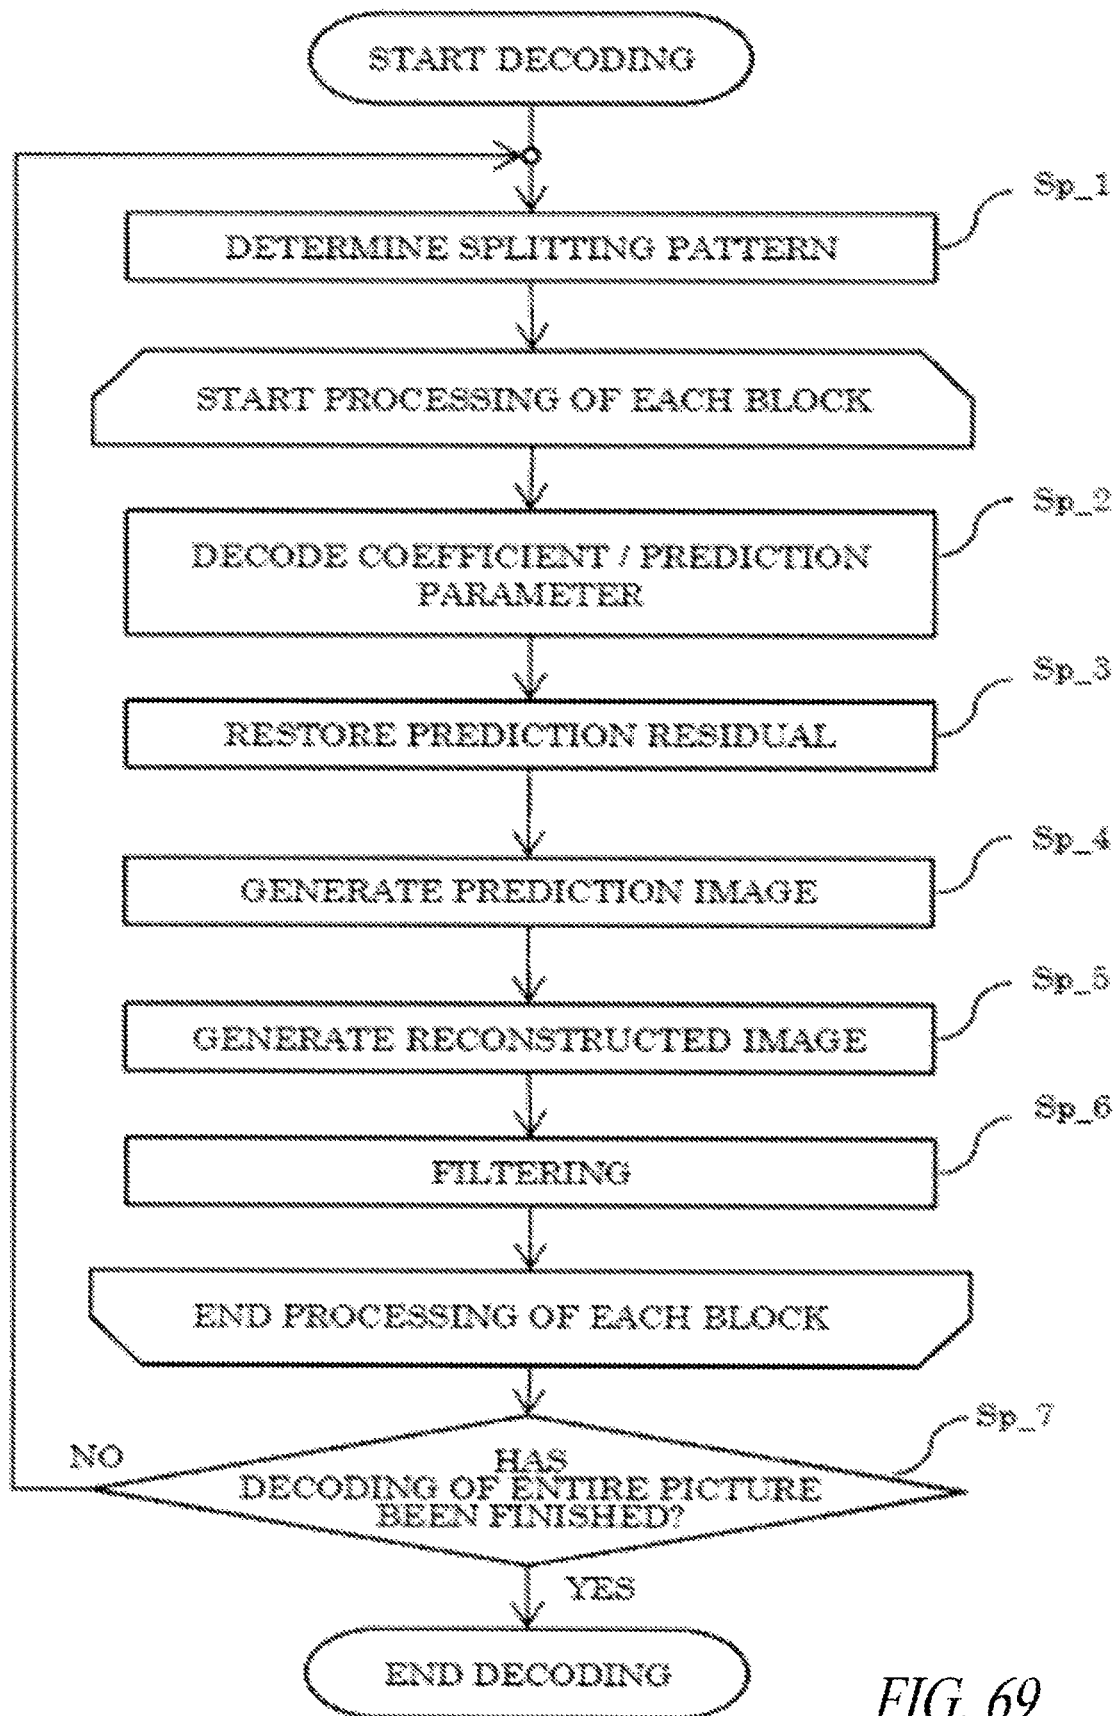 START DECODING
Sp_1
DETERMINE SPLITTING PATTERN
START PROCESSING OF EACH BLOCK
Sp_2
DECODE COEFFICIENT / PREDICTION
PARAMETER
Sp_3
RESTORE PREDICTION RESIDUAL
Sp_4
GENERATE PREDICTION IMAGE
Sp_5
GENERATE RECONSTRUCTED IMAGE
Sp_6
FILTERING
END PROCESSING OF EACH BLOCK
Sp_7
NO
HAS
DECODING OF ENTIRE PICTURE
BEEN FINISHED?
YES
END DECODING
FIG. 69